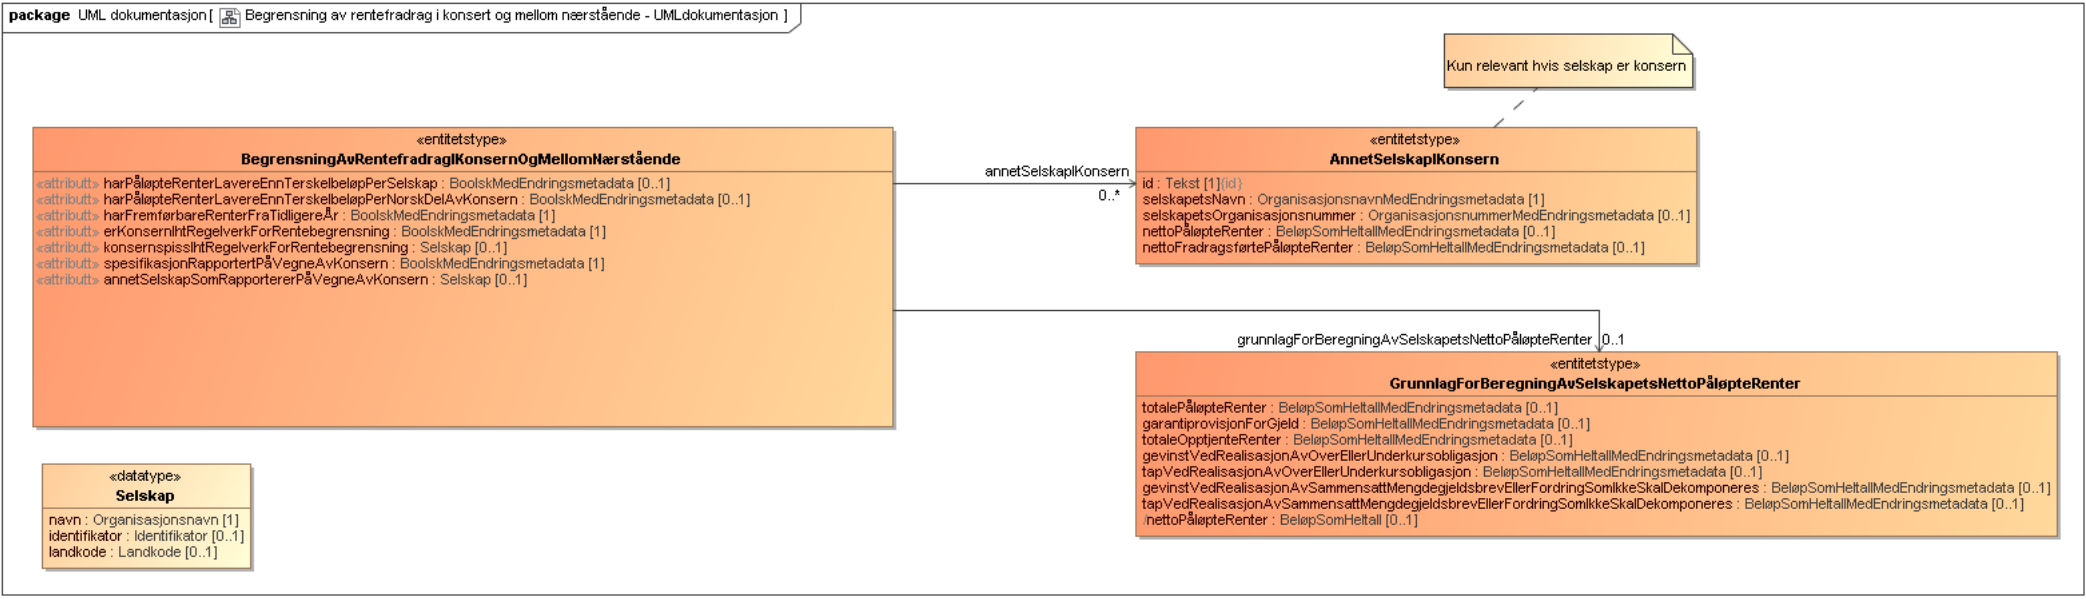 package UML dokumentasjon[ Begrensning av rentefradrag i konsert og mellom nærstående - UMLdokumentasjon ]
Kun relevant hvis selskap er konsern
«entitetstype»
BegrensningAvRentefradragIKonsernOgMellomNærstående
«attributt» harPåløpteRenterLavereEnnTerskelbeløpPerSelskap : BoolskMedEndringsmetadata [0..1]
«attributt» harPåløpteRenterLavereEnnTerskelbeløpPerNorskDelAvKonsern : BoolskMedEndringsmetadata [0..1]
«attributt» harFremførbareRenterFraTidligereÅr : BoolskMedEndringsmetadata [1]
«attributt» erKonsernIhtRegelverkForRentebegrensning : BoolskMedEndringsmetadata [1]
«attributt» konsernspissIhtRegelverkForRentebegrensning : Selskap [0..1]
«attributt» spesifikasjonRapportertPåVegneAvKonsern : BoolskMedEndringsmetadata [1]
«attributt» annetSelskapSomRapportererPåVegneAvKonsern : Selskap [0..1]
annetSelskapIKonsern
0..*
«entitetstype»
AnnetSelskapIKonsern
id : Tekst [1]{id}
selskapetsNavn : OrganisasjonsnavnMedEndringsmetadata [1]
selskapetsOrganisasjonsnummer : OrganisasjonsnummerMedEndringsmetadata [0..1]
nettoPåløpteRenter : BeløpSomHeltallMedEndringsmetadata [0..1]
nettoFradragsførtePåløpteRenter : BeløpSomHeltallMedEndringsmetadata [0..1]
grunnlagForBeregningAvSelskapetsNettoPåløpteRenter 0..1
«entitetstype»
GrunnlagForBeregningAvSelskapetsNettoPåløpteRenter
totalePåløpteRenter : BeløpSomHeltallMedEndringsmetadata [0..1]
garantiprovisjonForGjeld : BeløpSomHeltallMedEndringsmetadata [0..1]
totaleOpptjenteRenter : BeløpSomHeltallMedEndringsmetadata [0..1]
gevinstVedRealisasjonAvOverEllerUnderkursobligasjon : BeløpSomHeltallMedEndringsmetadata [0..1]
tapVedRealisasjonAvOverEllerUnderkursobligasjon : BeløpSomHeltallMedEndringsmetadata [0..1]
gevinstVedRealisasjonAvSammensattMengdegjeldsbrevEllerFordringSomIkkeSkalDekomponeres : BeløpSomHeltallMedEndringsmetadata [0..1]
tapVedRealisasjonAvSammensattMengdegjeldsbrevEllerFordringSomIkkeSkalDekomponeres : BeløpSomHeltallMedEndringsmetadata [0..1]
/nettoPåløpteRenter : BeløpSomHeltall [0..1]
«datatype»
Selskap
navn : Organisasjonsnavn [1]
identifikator : Identifikator [0..1]
landkode : Landkode [0..1]